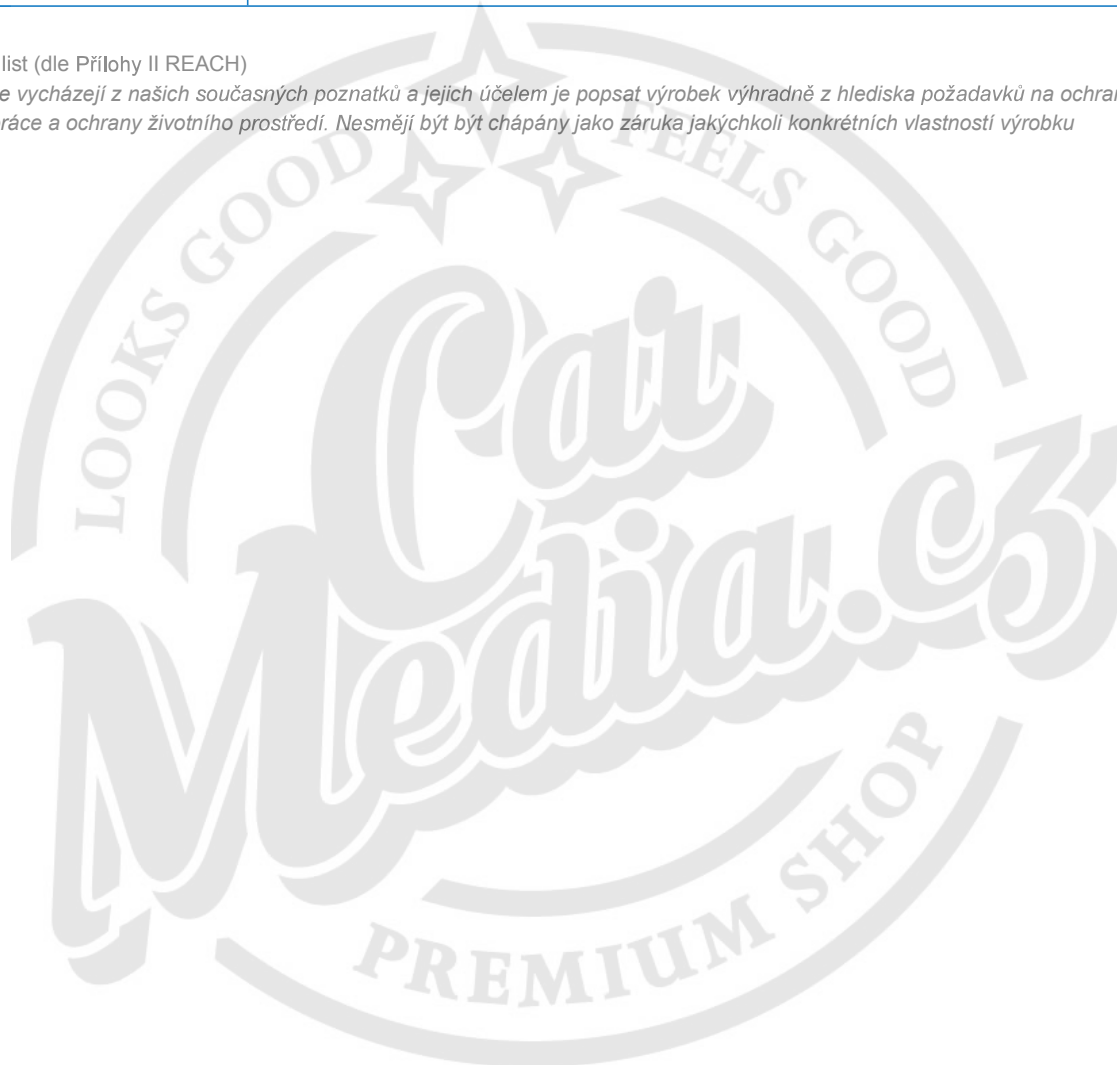 list (dle Přílohy II REACH)
e vycházejí z našich současných poznatků a jejich účelem je popsat výrobek výhradně z hlediska požadavků na ochran
ráce a ochrany životního prostředí. Nesmějí být být chápány jako záruka jakýchkoli konkrétních vlastností výrobku
LOOKS GOOD FEELS GOOD
Car
Media.cz
PREMIUM SHOP